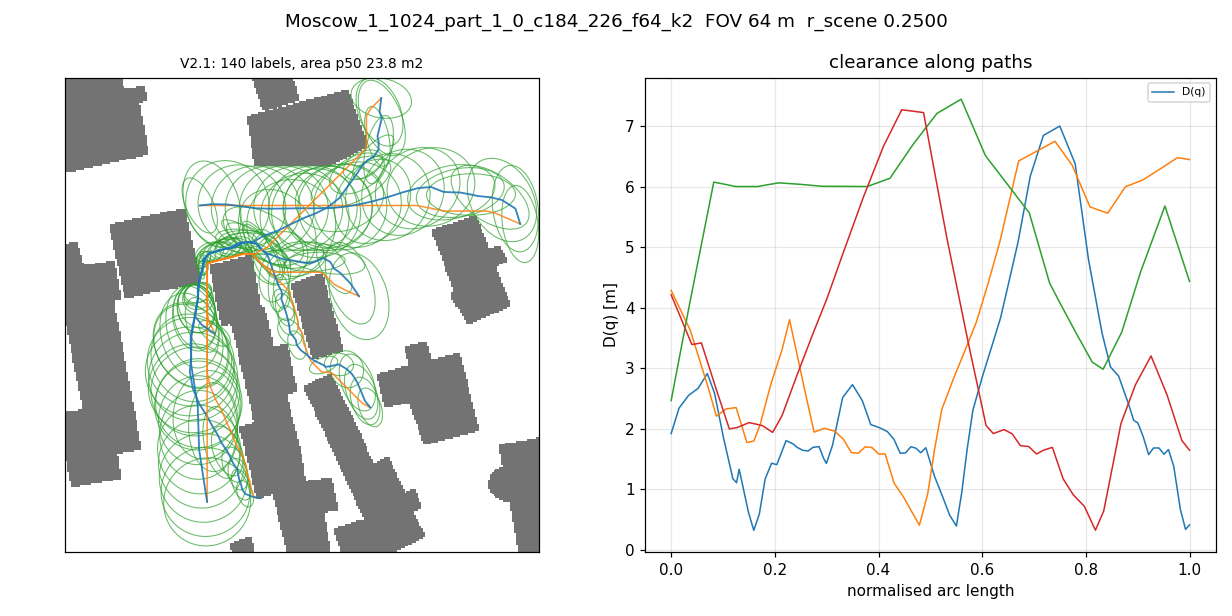 Moscow_1_1024_part_1_0_c184_226_f64_k2  FOV 64 m  r_scene 0.2500
V2.1: 140 labels, area p50 23.8 m2
clearance along paths
D(q)
D(q) [m]
7
6
5
4
3
2
1
0
0.0 0.2 0.4 0.6 0.8 1.0
normalised arc length